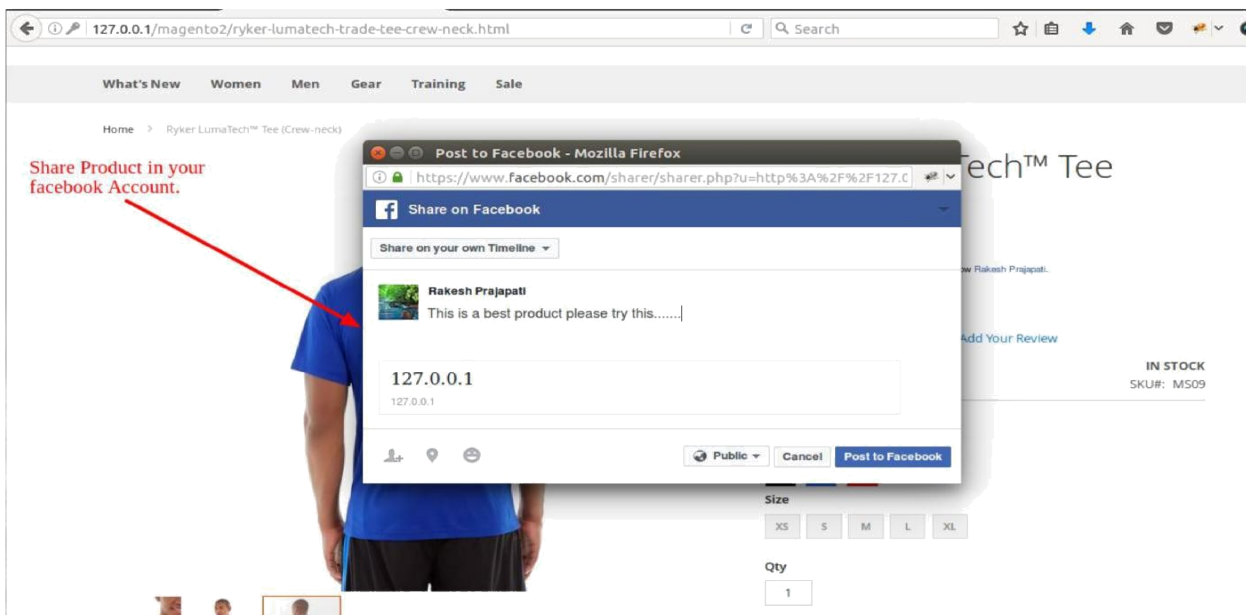 127.0.0.1/magento2/ryker-lumatech-trade-tee-crew-neck.html
Search
What's New Women Men Gear Training Sale
Home > Ryker LumaTech™ Tee (Crew-neck)
Share Product in your
facebook Account.
Post to Facebook - Mozilla Firefox
https://www.facebook.com/sharer/sharer.php?u=http%3A%2F%2F127.0
f Share on Facebook
Share on your own Timeline
Rakesh Prajapati
This is a best product please try this.......
127.0.0.1
127.0.0.1
Public Cancel Post to Facebook
ech™ Tee
ow Rakesh Prajapati.
Add Your Review
IN STOCK
SKU#: MS09
Size
XS S M L XL
Qty
1